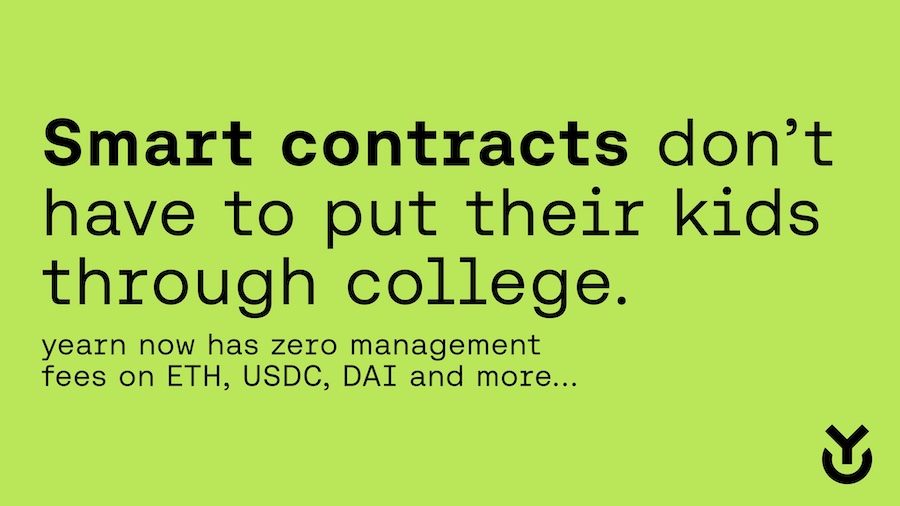 Smart contracts don’t
have to put their kids
through college.
yearn now has zero management
fees on ETH, USDC, DAI and more...